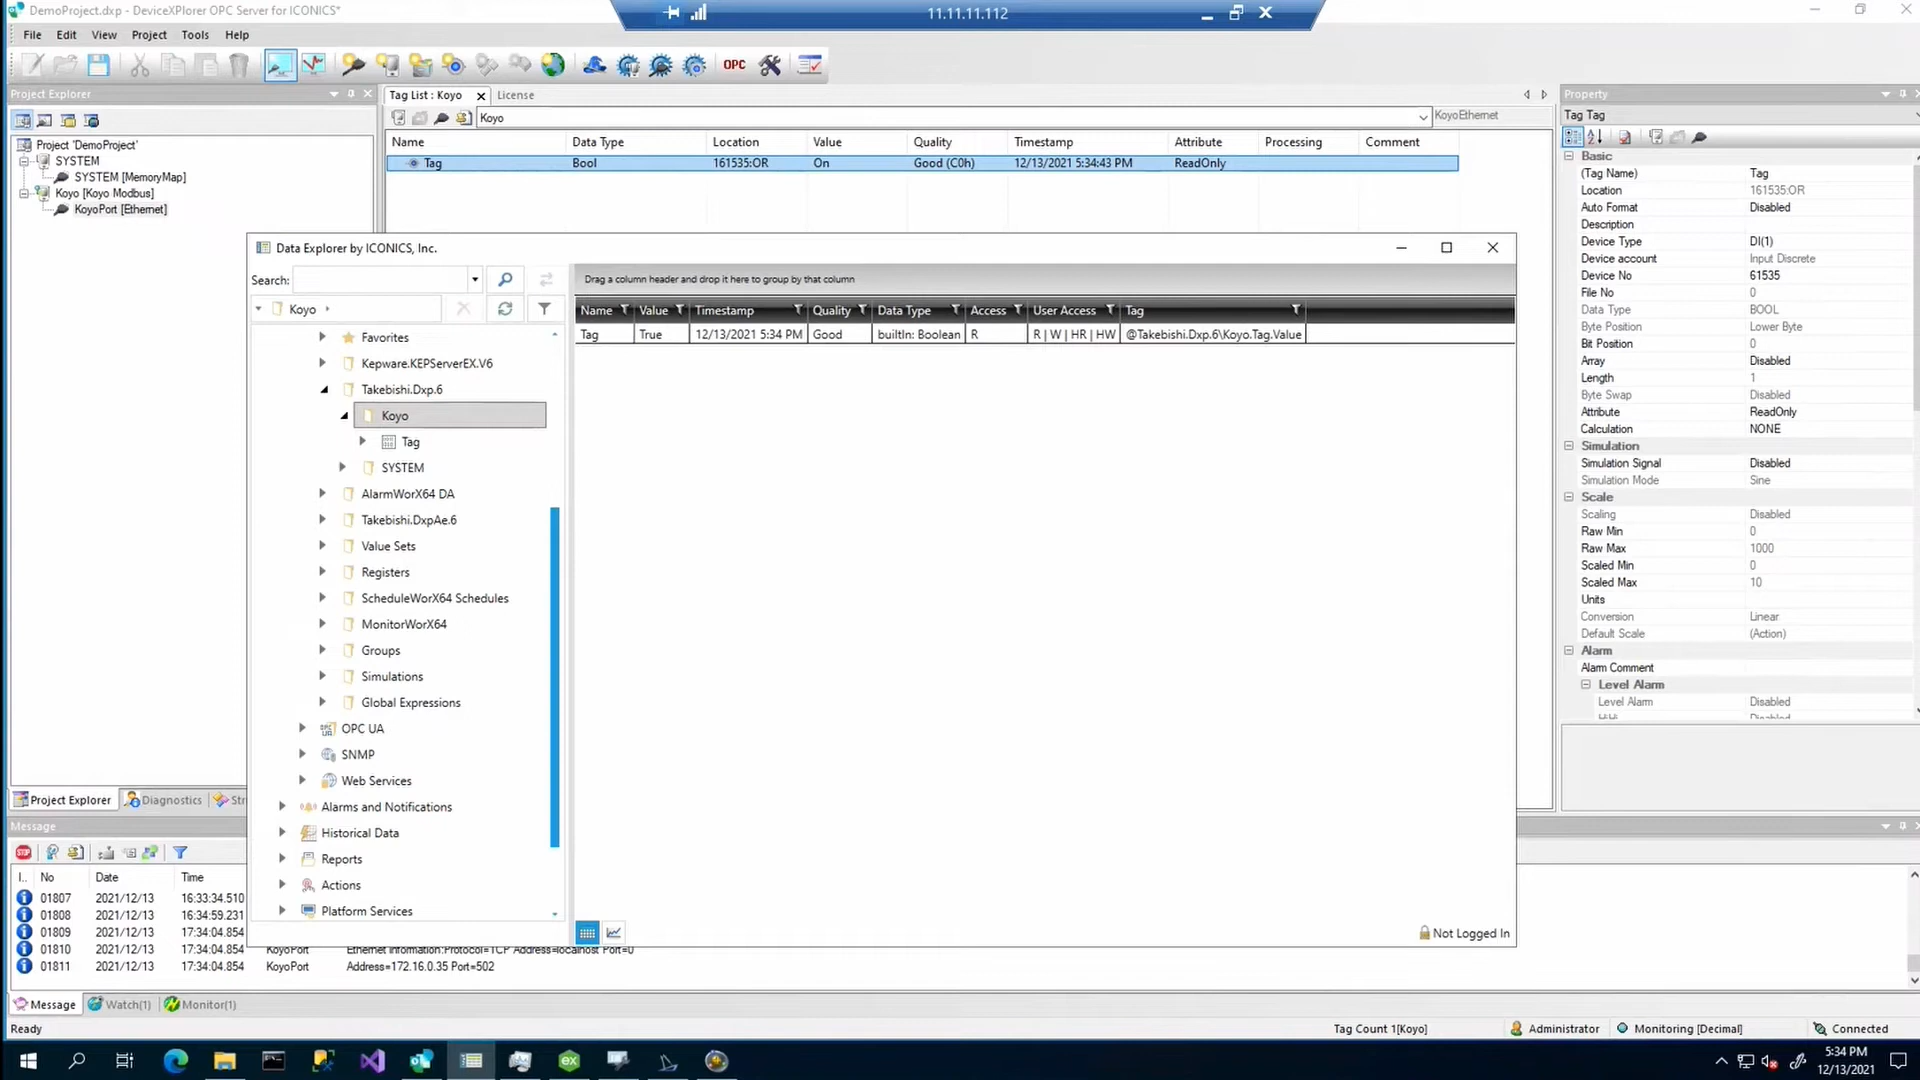 DemoProject.dxp - DeviceXPlorer OPC Server for ICONICS*
11.11.11.112
File Edit View Project Tools Help
OPC
Project Explorer
Tag List : Koyo License
Property
Koyo KoyoEthernet
Tag Tag
Name Data Type Location Value Quality Timestamp Attribute Processing Comment
Tag Bool 161535:OR On Good (C0h) 12/13/2021 5:34:43 PM ReadOnly
Project 'DemoProject'
SYSTEM
SYSTEM [MemoryMap]
Koyo [Koyo Modbus]
KoyoPort [Ethernet]
Basic
(Tag Name) Tag
Location 161535:OR
Auto Format Disabled
Description
Device Type DI(1)
Device account Input Discrete
Device No 61535
File No 0
Data Type BOOL
Byte Position Lower Byte
Bit Position 0
Array Disabled
Length 1
Byte Swap Disabled
Attribute ReadOnly
Calculation NONE
Simulation
Simulation Signal Disabled
Simulation Mode Sine
Scale
Scaling Disabled
Raw Min 0
Raw Max 1000
Scaled Min 0
Scaled Max 10
Units
Conversion Linear
Default Scale (Action)
Alarm
Alarm Comment
Level Alarm
Level Alarm Disabled
HiHi Disabled
Data Explorer by ICONICS, Inc.
Search:
Drag a column header and drop it here to group by that column
Koyo
Name Value Timestamp Quality Data Type Access User Access Tag
Tag True 12/13/2021 5:34 PM Good builtIn: Boolean R R | W | HR | HW @Takebishi.Dxp.6\Koyo.Tag.Value
Favorites
Kepware.KEPServerEX.V6
Takebishi.Dxp.6
Koyo
Tag
SYSTEM
AlarmWorX64 DA
Takebishi.DxpAe.6
Value Sets
Registers
ScheduleWorX64 Schedules
MonitorWorX64
Groups
Simulations
Global Expressions
OPC UA
SNMP
Web Services
Alarms and Notifications
Historical Data
Reports
Actions
Platform Services
Not Logged In
Project Explorer Diagnostics Str
Message
STOP
I.. No Date Time
01807 2021/12/13 16:33:34.510
01808 2021/12/13 16:34:59.231
01809 2021/12/13 17:34:04.854
01810 2021/12/13 17:34:04.854 KoyoPort Ethernet Information:Protocol=TCP Address=localhost Port=0
01811 2021/12/13 17:34:04.854 KoyoPort Address=172.16.0.35 Port=502
Message Watch(1) Monitor(1)
Ready Tag Count 1[Koyo] Administrator Monitoring [Decimal] Connected
ex
5:34 PM
12/13/2021